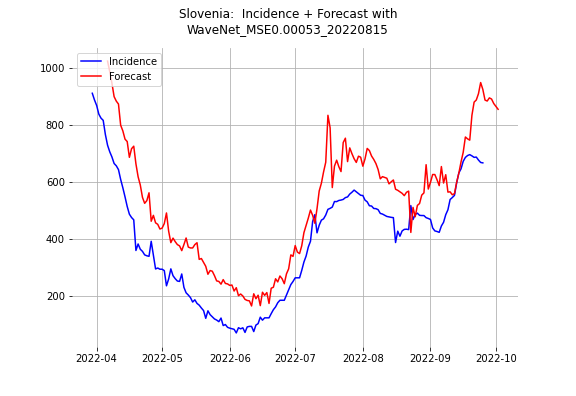 Slovenia:  Incidence + Forecast with
WaveNet_MSE0.00053_20220815
Incidence
Forecast
1000
800
600
400
200
2022-04 2022-05 2022-06 2022-07 2022-08 2022-09 2022-10